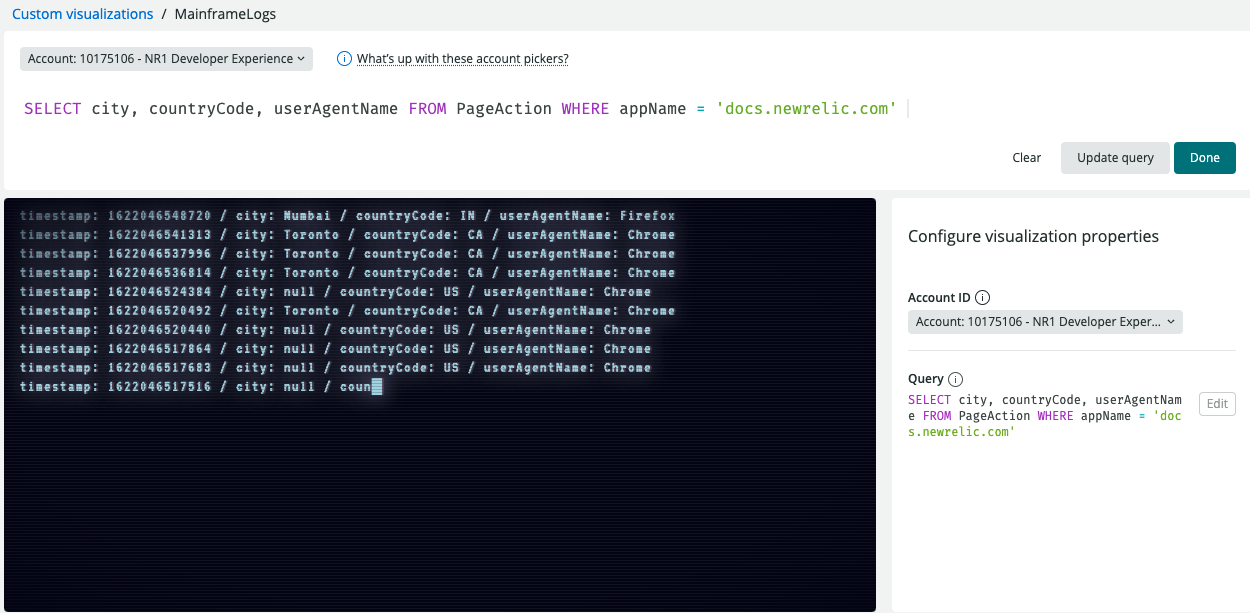 Custom visualizations / MainframeLogs
Account: 10175106 - NR1 Developer Experience
What's up with these account pickers?
SELECT city, countryCode, userAgentName FROM PageAction WHERE appName = 'docs.newrelic.com'
Clear
Update query
Done
timestamp: 1622046548720 / city: Mumbai / countryCode: IN / userAgentName: Firefox
timestamp: 1622046541313 / city: Toronto / countryCode: CA / userAgentName: Chrome
timestamp: 1622046537996 / city: Toronto / countryCode: CA / userAgentName: Chrome
timestamp: 1622046536814 / city: Toronto / countryCode: CA / userAgentName: Chrome
timestamp: 1622046524384 / city: null / countryCode: US / userAgentName: Chrome
timestamp: 1622046520492 / city: Toronto / countryCode: CA / userAgentName: Chrome
timestamp: 1622046520440 / city: null / countryCode: US / userAgentName: Chrome
timestamp: 1622046517864 / city: null / countryCode: US / userAgentName: Chrome
timestamp: 1622046517683 / city: null / countryCode: US / userAgentName: Chrome
timestamp: 1622046517516 / city: null / coun
Configure visualization properties
Account ID
Account: 10175106 - NR1 Developer Exper...
Query
SELECT city, countryCode, userAgentNam
e FROM PageAction WHERE appName = 'doc
s.newrelic.com'
Edit